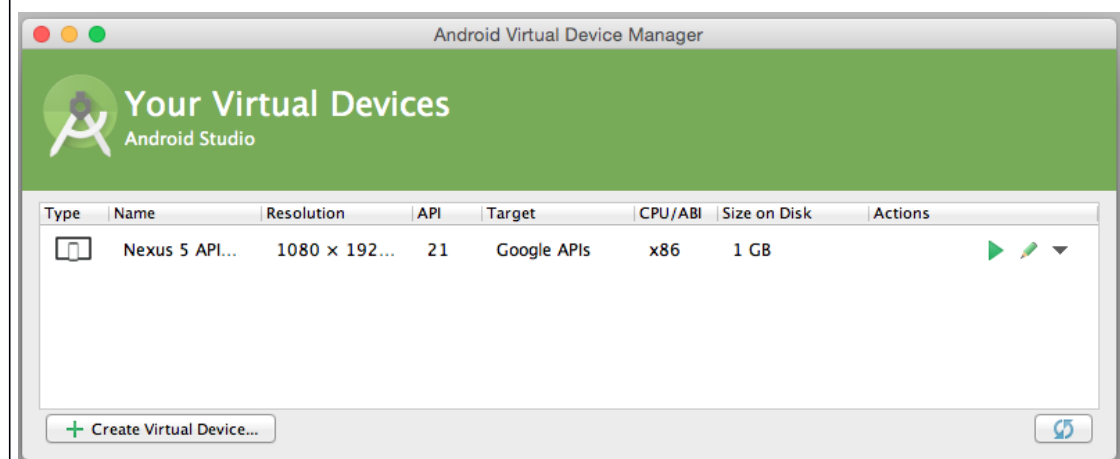 Android Virtual Device Manager
Your Virtual Devices
Android Studio
Type Name Resolution API Target CPU/ABI Size on Disk Actions
Nexus 5 API... 1080 × 192... 21 Google APIs x86 1 GB
Create Virtual Device...